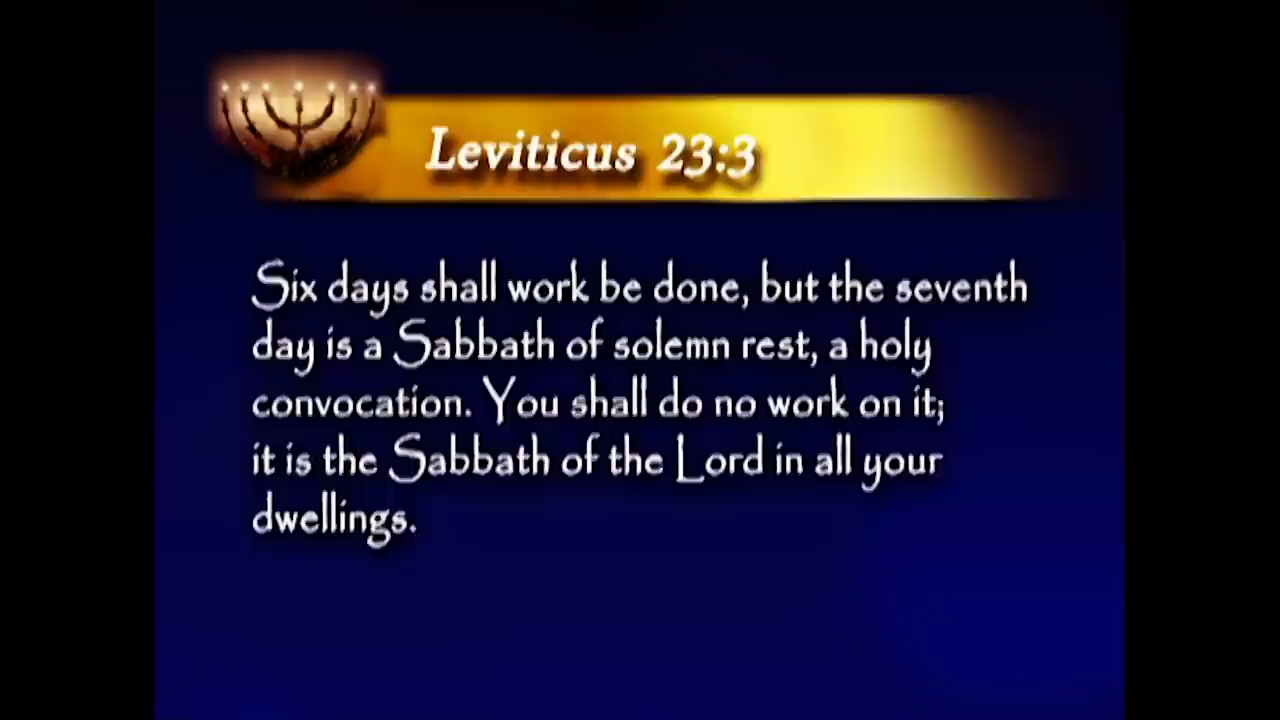 Leviticus 23:3
Six days shall work be done, but the seventh
day is a Sabbath of solemn rest, a holy
convocation. You shall do no work on it;
it is the Sabbath of the Lord in all your
dwellings.